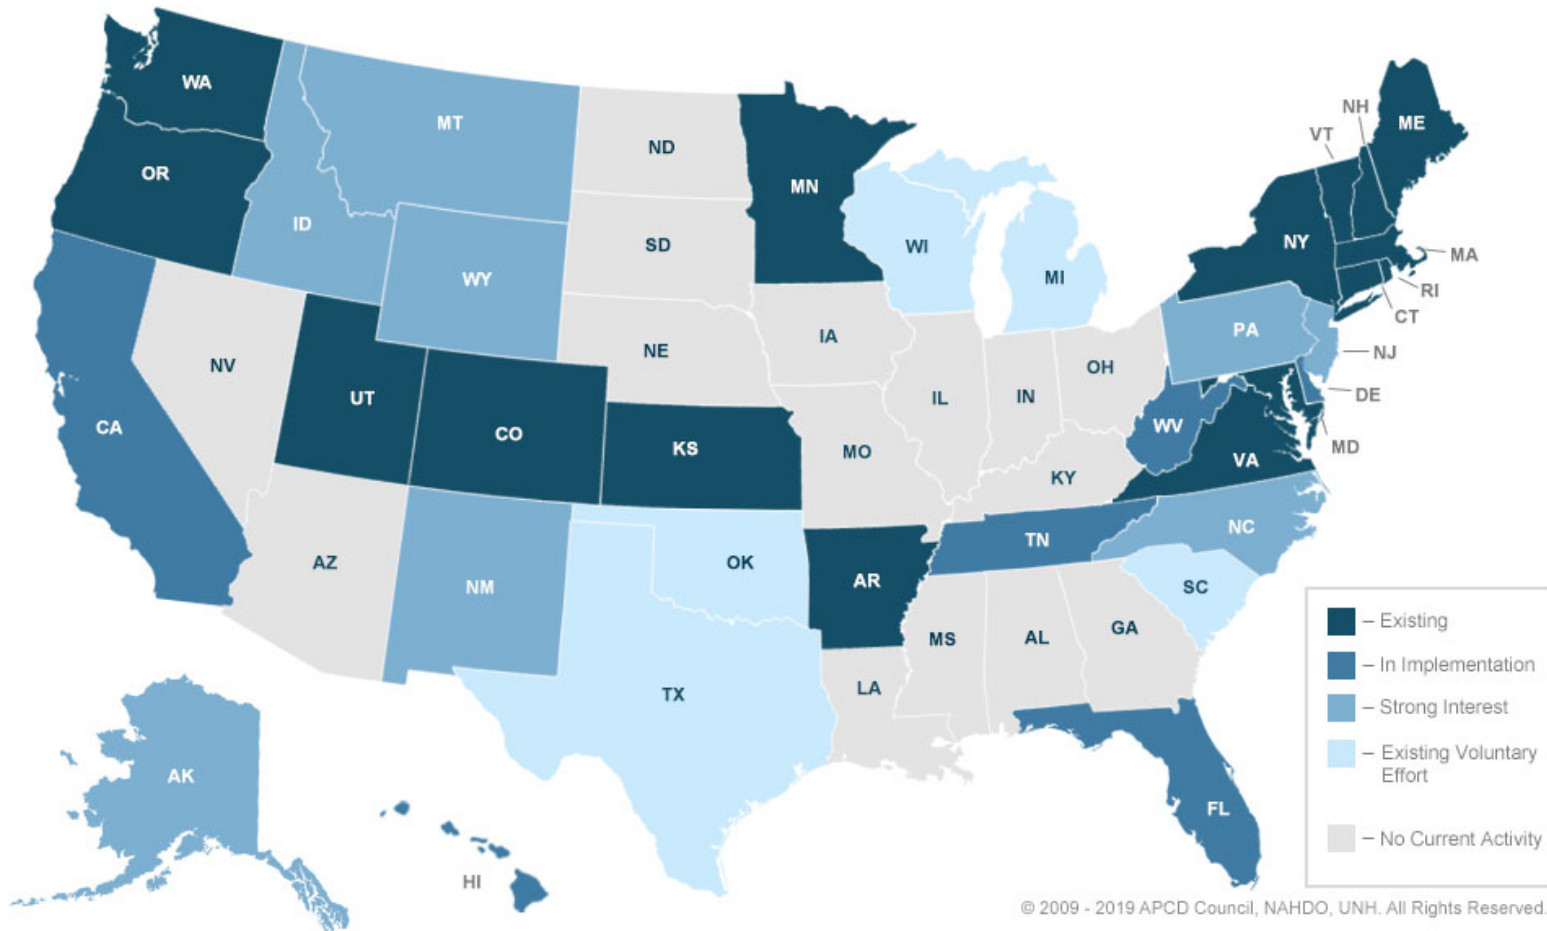 WA
MT
ND
MN
NH
ME
VT
OR
ID
SD
WI
NY
MA
WY
MI
RI
CT
NV
NE
IA
PA
NJ
UT
CO
IL
IN
OH
DE
CA
KS
MO
WV
MD
KY
VA
AZ
NM
OK
AR
TN
NC
SC
TX
MS
AL
GA
LA
AK
HI
FL
– Existing
– In Implementation
– Strong Interest
– Existing Voluntary
Effort
– No Current Activity
© 2009 - 2019 APCD Council, NAHDO, UNH. All Rights Reserved.